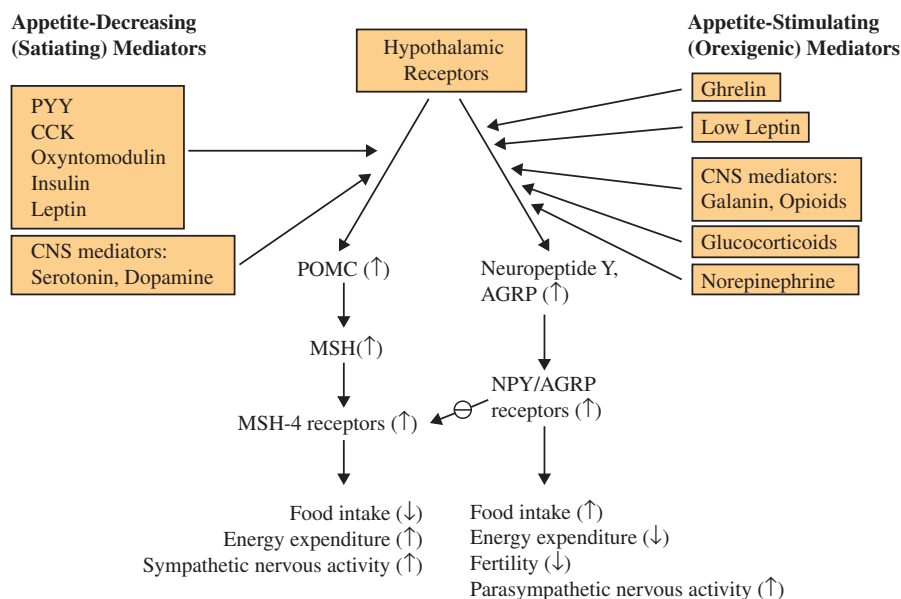 Appetite-Decreasing
(Satiating) Mediators
Hypothalamic
Receptors
Appetite-Stimulating
(Orexigenic) Mediators
PYY
CCK
Oxyntomodulin
Insulin
Leptin
CNS mediators:
Serotonin, Dopamine
Ghrelin
Low Leptin
CNS mediators:
Galanin, Opioids
Glucocorticoids
Norepinephrine
POMC (↑)
MSH(↑)
MSH-4 receptors (↑)
Neuropeptide Y,
AGRP (↑)
NPY/AGRP
receptors (↑)
Food intake (↓)
Energy expenditure (↑)
Sympathetic nervous activity (↑)
Food intake (↑)
Energy expenditure (↓)
Fertility (↓)
Parasympathetic nervous activity (↑)